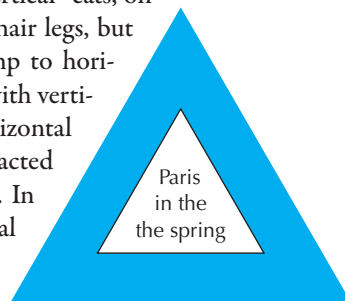 rtical cats, on
hair legs, but
mp to hori-
with verti-
izontal
acted
. In
al
Paris
in the
the spring